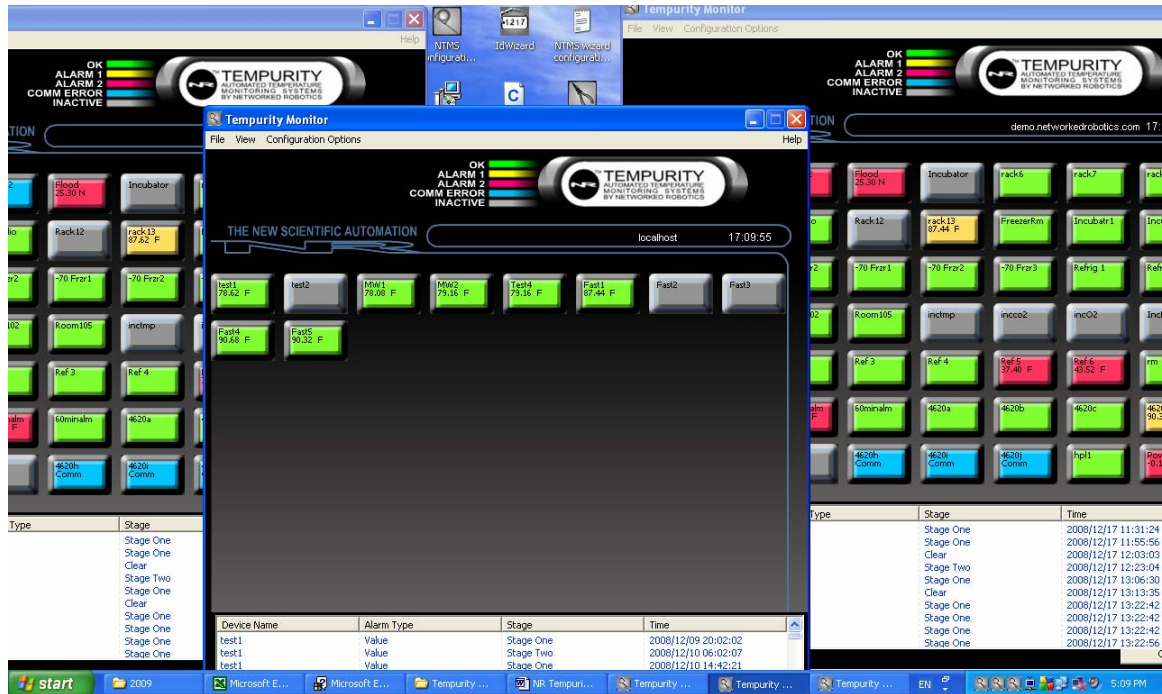 Help
OK
ALARM 1
ALARM 2
COMM ERROR
INACTIVE
TEMPURITY
AUTOMATED TEMPERATURE
MONITORING SYSTEMS
BY NETWORKED ROBOTICS
Flood
25.30 N
Incubator
Rack12
rack13
87.62 F
-70 Frzr1
-70 Frzr2
Room105
inctmp
Ref 3
Ref 4
60minalm
4620a
4620h
Comm
4620i
Comm
Type Stage
Stage One
Stage One
Clear
Stage Two
Stage One
Clear
Stage One
Stage One
Stage One
Stage One
NTMS
IdWizard
NTMS wizard
configurati...
1217
Tempurity Monitor
File View Configuration Options Help
OK
ALARM 1
ALARM 2
COMM ERROR
INACTIVE
NR
TEMPURITY
AUTOMATED TEMPERATURE
MONITORING SYSTEMS
BY NETWORKED ROBOTICS
THE NEW SCIENTIFIC AUTOMATION
localhost 17:09:55
test1
78.62 F
test2
MW1
78.08 F
MW2
79.16 F
Test4
79.16 F
Fast1
87.44 F
Fast2
Fast3
Fast4
90.68 F
Fast5
90.32 F
Device Name Alarm Type Stage Time
test1 Value Stage One 2008/12/09 20:02:02
test1 Value Stage Two 2008/12/10 06:02:07
test1 Value Stage One 2008/12/10 14:42:21
Tempurity Monitor
File View Configuration Options
OK
ALARM 1
ALARM 2
COMM ERROR
INACTIVE
NR
AUTOMATED
MONITORING
BY NETWORKED
demo.networkedrobotics.com 17:
Flood
25.30 N
Incubator
rack6
rack7
Rack12
rack13
87.44 F
FreezerRm
Incubatr1
-70 Frzr1
-70 Frzr2
-70 Frzr3
Refrig 1
Room105
inctmp
incco2
incO2
Ref 3
Ref 4
Ref 5
37.40 F
Ref 6
43.52 F
rm
60minalm
4620a
4620b
4620c
4620h
Comm
4620i
Comm
4620j
Comm
hpl1
Type Stage Time
Stage One 2008/12/17 11:31:24
Stage One 2008/12/17 11:55:56
Clear 2008/12/17 12:03:03
Stage Two 2008/12/17 12:23:04
Stage One 2008/12/17 13:06:30
Clear 2008/12/17 13:13:35
Stage One 2008/12/17 13:22:42
Stage One 2008/12/17 13:22:42
Stage One 2008/12/17 13:22:42
Stage One 2008/12/17 13:22:56
start 2009 Microsoft E... Microsoft E... Tempurity ... NR Tempuri... Tempurity ... Tempurity ... Tempurity ... EN 5:09 PM